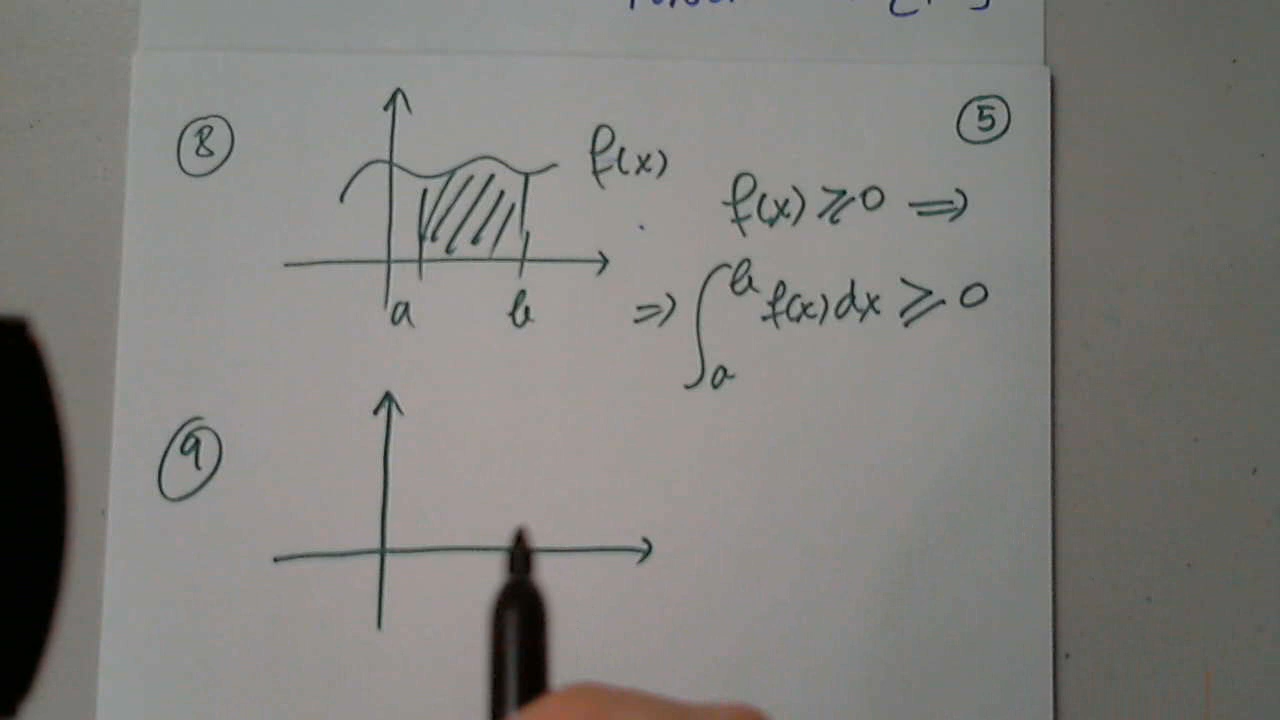 ⑧ f(x) ⑤
f(x) ⩾ 0 ⇒
a b ⇒ ∫_a^b f(x) dx ⩾ 0
⑨